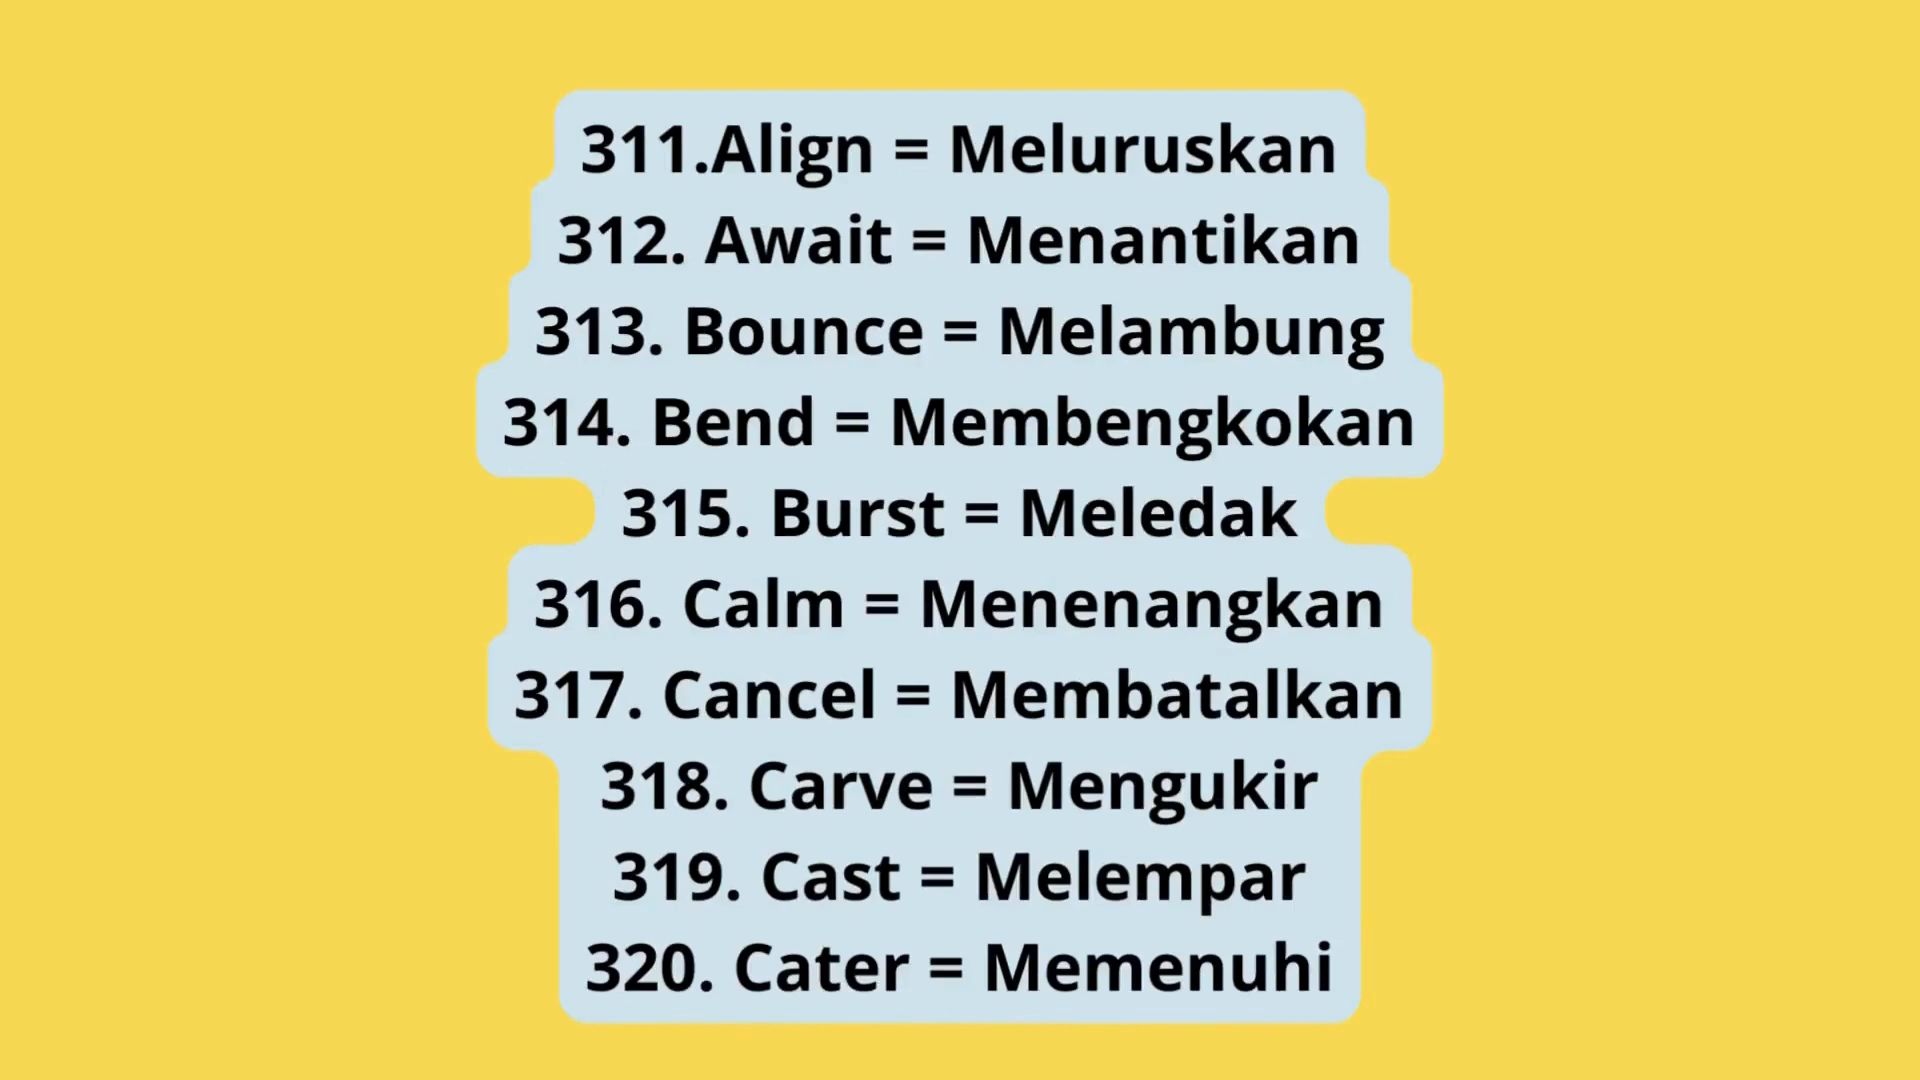 311.Align = Meluruskan
312. Await = Menantikan
313. Bounce = Melambung
314. Bend = Membengkokan
315. Burst = Meledak
316. Calm = Menenangkan
317. Cancel = Membatalkan
318. Carve = Mengukir
319. Cast = Melempar
320. Cater = Memenuhi